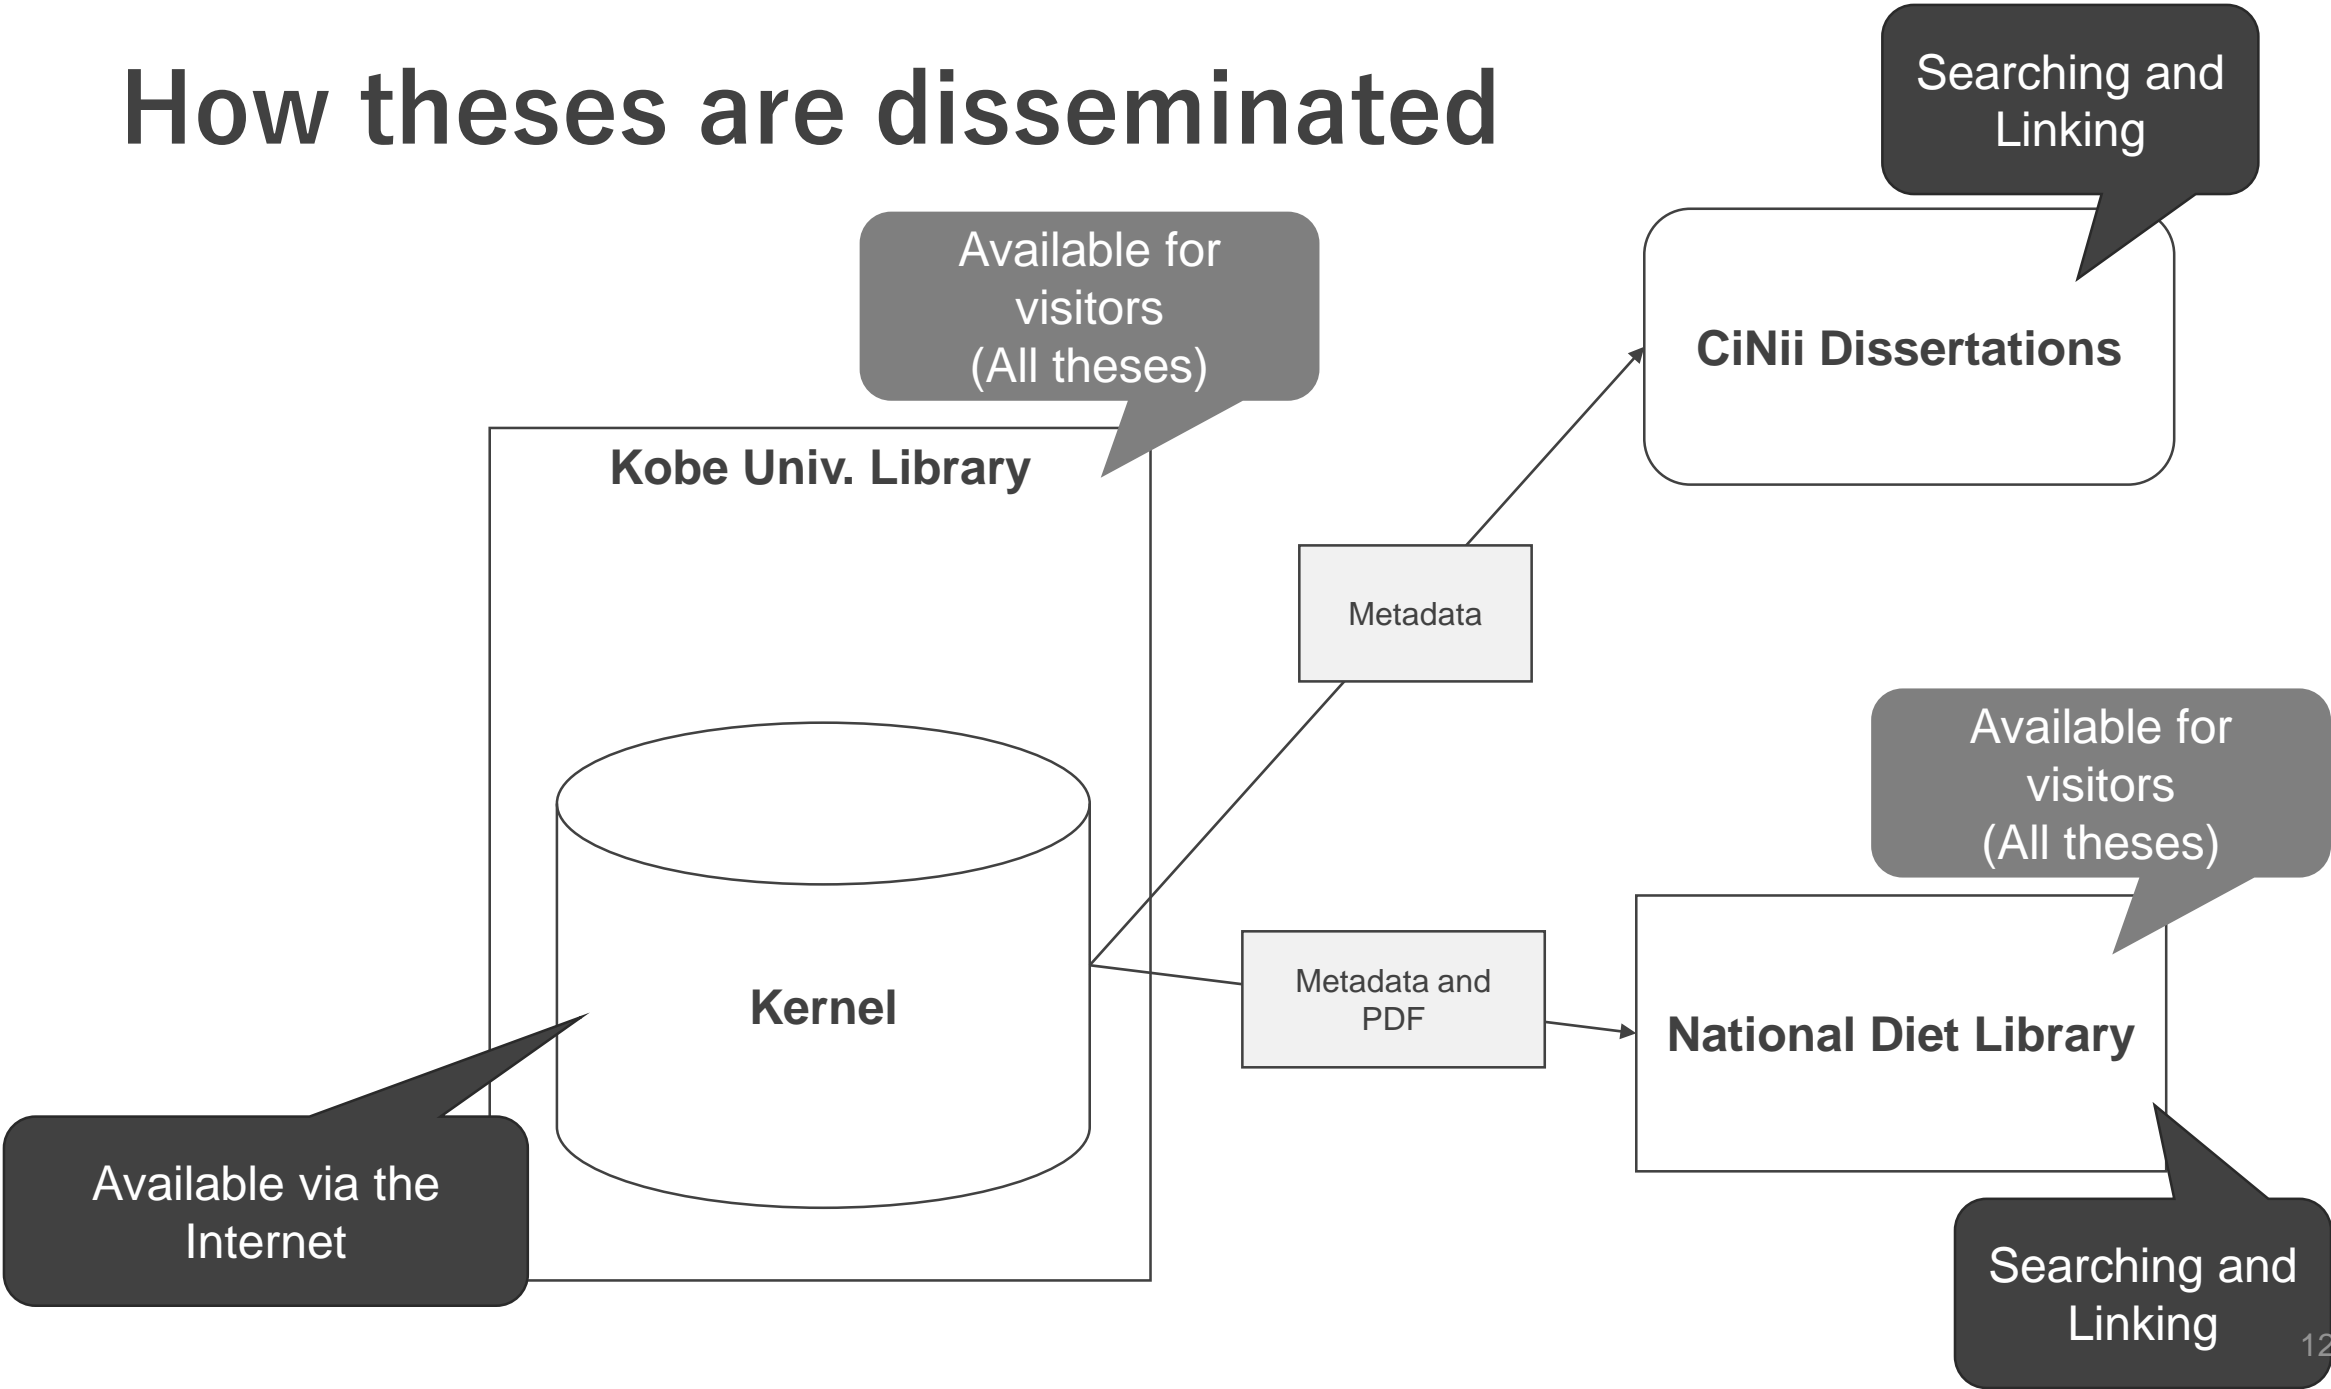 How theses are disseminated
Searching and
Linking
Available for
visitors
(All theses)
CiNii Dissertations
Kobe Univ. Library
Metadata
Available for
visitors
(All theses)
Metadata and
PDF
Kernel
National Diet Library
Available via the
Internet
Searching and
Linking
12